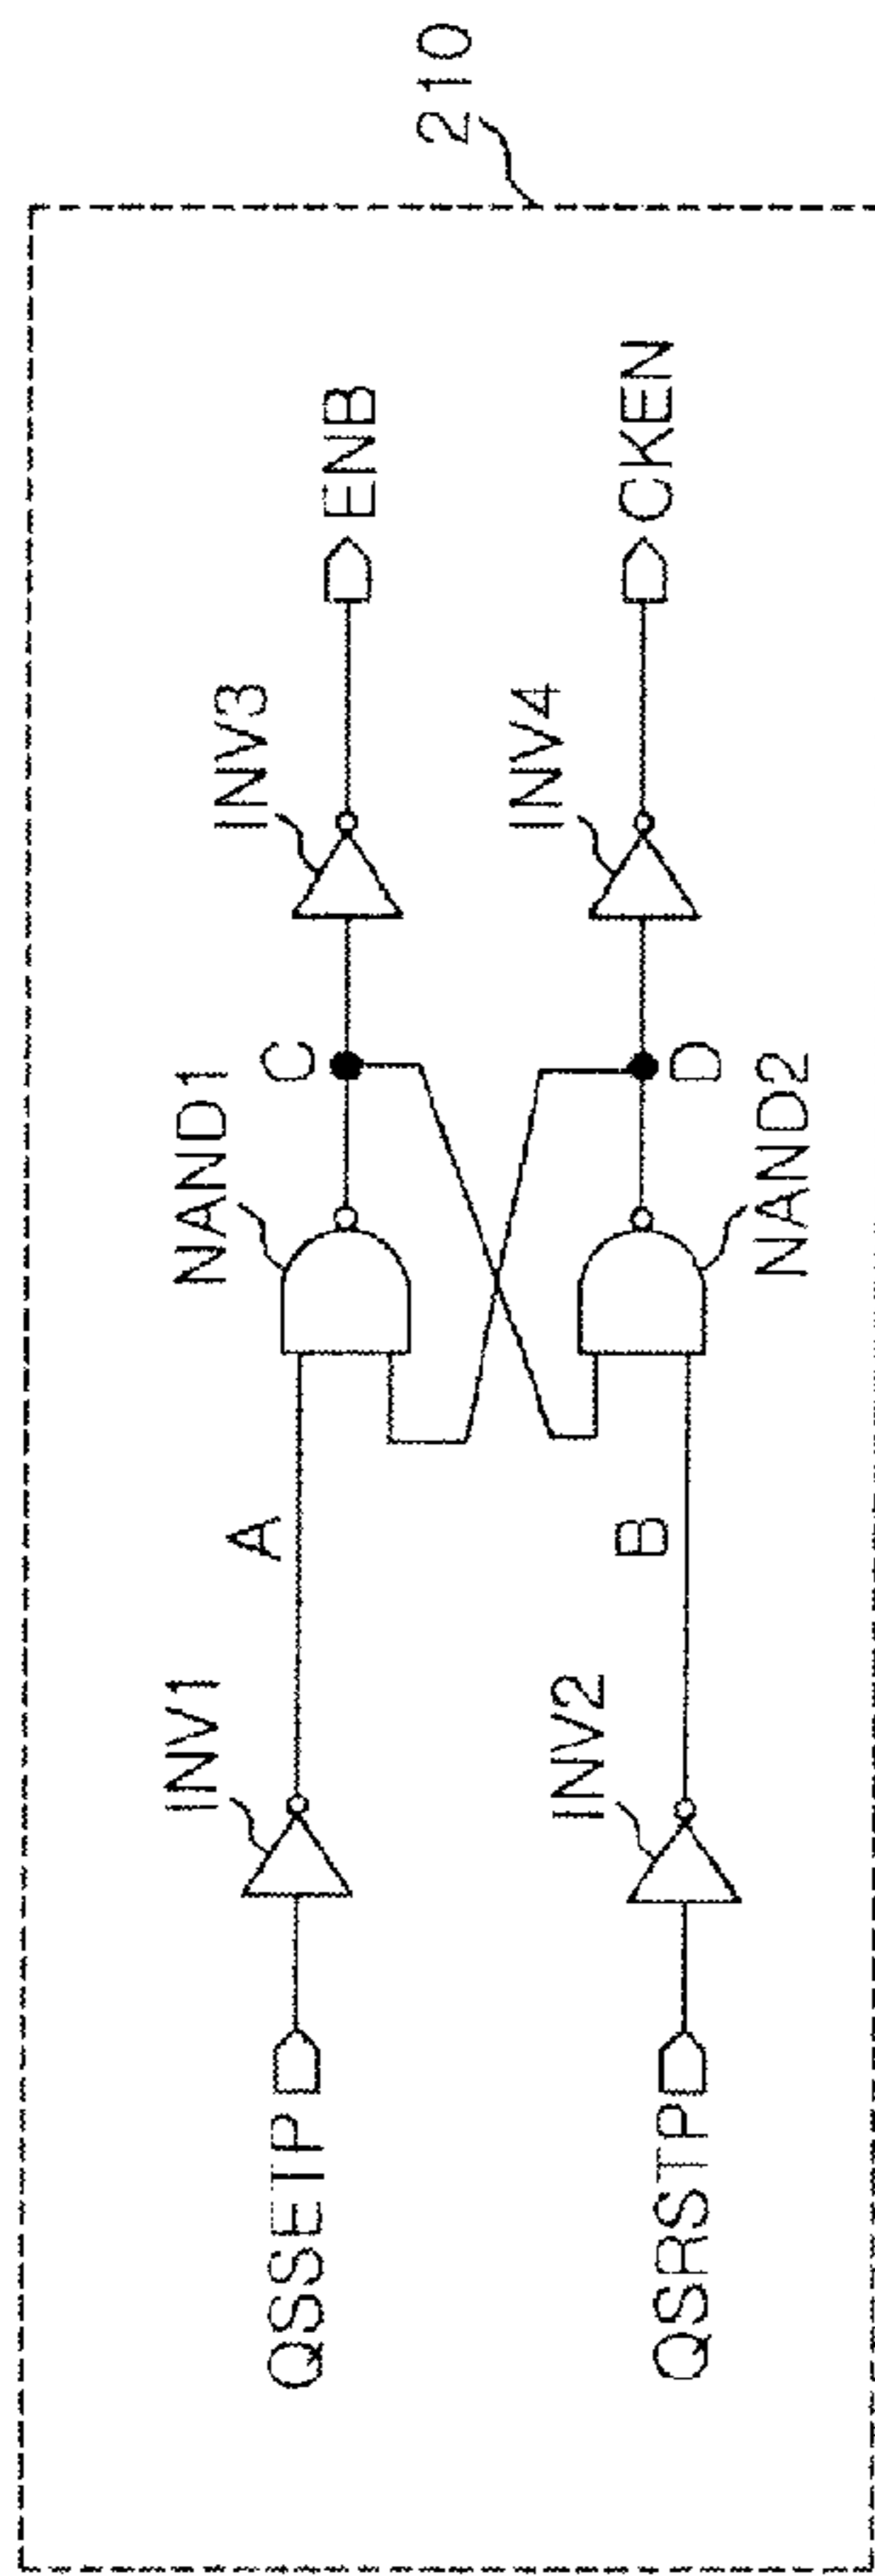 210
QSSETP
INV1
A
NAND1
C
INV3
ENB
QSRSTP
INV2
B
NAND2
D
INV4
CKEN